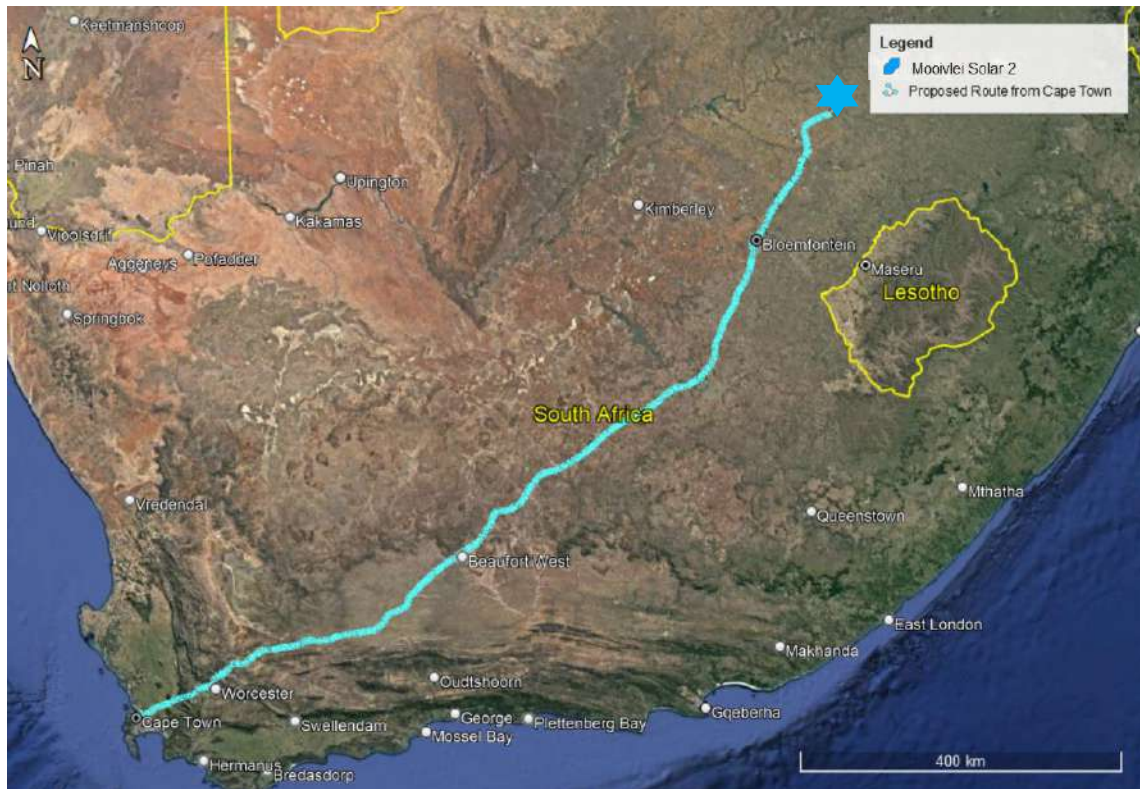 Keetmanshoop
N
Legend
Mooivlei Solar 2
Proposed Route from Cape Town
Pinah
Upington
Kakamas
Kimberley
Vioolsdrif
Aggeneys
Pofadder
Bloemfontein
Maseru
Lesotho
Springbok
South Africa
Vredendal
Mthatha
Queenstown
Beaufort West
East London
Makhanda
Oudtshoorn
Worcester
Gqeberha
Cape Town
Swellendam
George
Plettenberg Bay
Mossel Bay
Hermanus
Bredasdorp
400 km